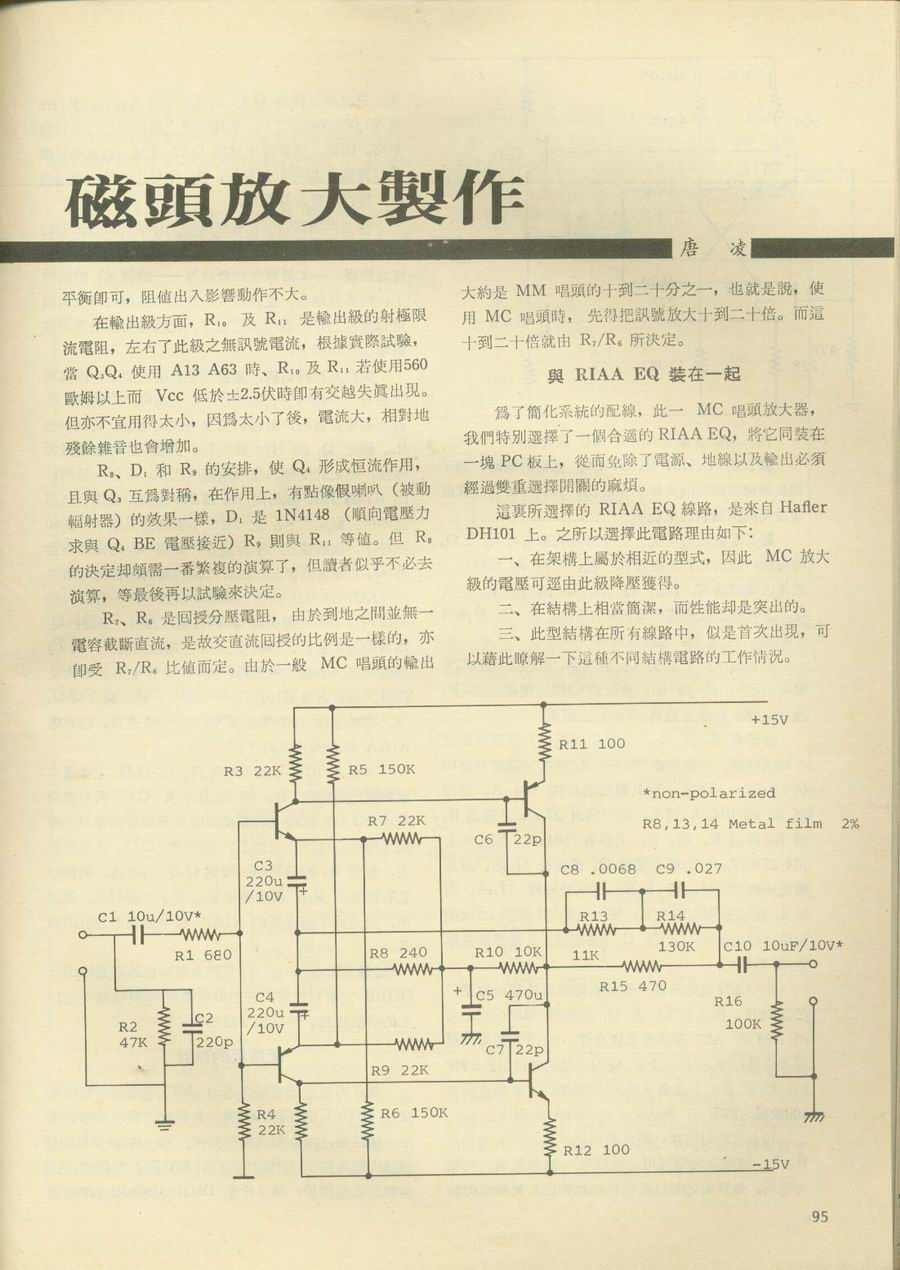 磁頭放大製作
唐 凌
平衡卽可，阻値出入影響動作不大。
在輸出級方面，R₁₀ 及 R₁₁ 是輸出級的射極限
流電阻，左右了此級之無訊號電流，根據實際試驗，
當 Q₃Q₄ 使用 A13 A63 時、R₁₀ 及 R₁₁ 若使用560
歐姆以上而 Vcc 低於±2.5伏時卽有交越失眞出現。
但亦不宜用得太小，因爲太小了後，電流大，相對地
殘餘雜音也會增加。
R₈、D₁ 和 R₉ 的安排，使 Q₄ 形成恒流作用，
且與 Q₃ 互爲對稱，在作用上，有點像假喇叭（被動
輻射器）的效果一樣，D₁ 是 1N4148 （順向電壓力
求與 Q₄ BE 電壓接近）R₉ 則與 R₁₁ 等値。但 R₈
的決定却頗需一番繁複的演算了，但讀者似乎不必去
演算，等最後再以試驗來決定。
R₇、R₆ 是囘授分壓電阻， 由於到地之間並無一
電容截斷直流，是故交直流囘授的比例是一樣的，亦
卽受 R₇/R₆ 比値而定。由於一般 MC 唱頭的輸出
大約是 MM 唱頭的十到二十分之一，也就是說，使
用 MC 唱頭時， 先得把訊號放大十到二十倍。而這
十到二十倍就由 R₇/R₆ 所決定。
與 RIAA EQ 裝在一起
爲了簡化系統的配線，此一 MC 唱頭放大器，
我們特別選擇了一個合適的 RIAA EQ，將它同裝在
一塊 PC 板上，從而免除了電源、地線以及輸出必須
經過雙重選擇開關的麻煩。
這裏所選擇的 RIAA EQ 線路，是來自 Hafler
DH101 上。之所以選擇此電路理由如下：
一、在架構上屬於相近的型式，因此 MC 放大
級的電壓可逕由此級降壓獲得。
二、在結構上相當簡潔，而性能却是突出的。
三、此型結構在所有線路中，似是首次出現，可
以藉此瞭解一下這種不同結構電路的工作情況。
+15V
R11 100
R3 22K
R5 150K
*non-polarized
R7 22K
R8,13,14 Metal film 2%
C6 22p
C3
220u
/10V
+
C8 .0068
C9 .027
C1 10u/10V*
R13
R14
R1 680
R8 240
R10 10K
11K
130K
C10 10uF/10V*
R15 470
C4
220u
/10V
+
+
C5 470u
R16
100K
R2
47K
C2
220p
C7 22p
R9 22K
R4
22K
R6 150K
R12 100
-15V
95